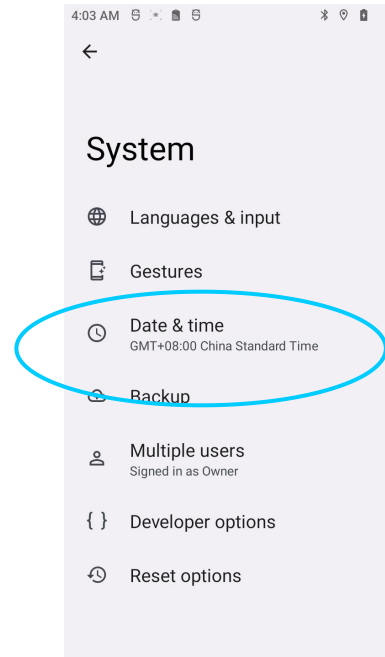 4:03 AM
System
Languages & input
Gestures
Date & time
GMT+08:00 China Standard Time
Backup
Multiple users
Signed in as Owner
{ } Developer options
Reset options